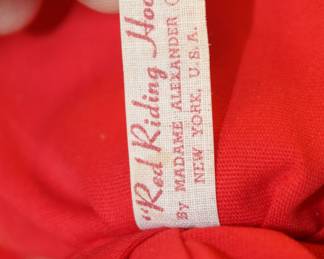 "Red Riding Hoo
By MADAME ALEXANDER
NEW YORK, U.S.A.